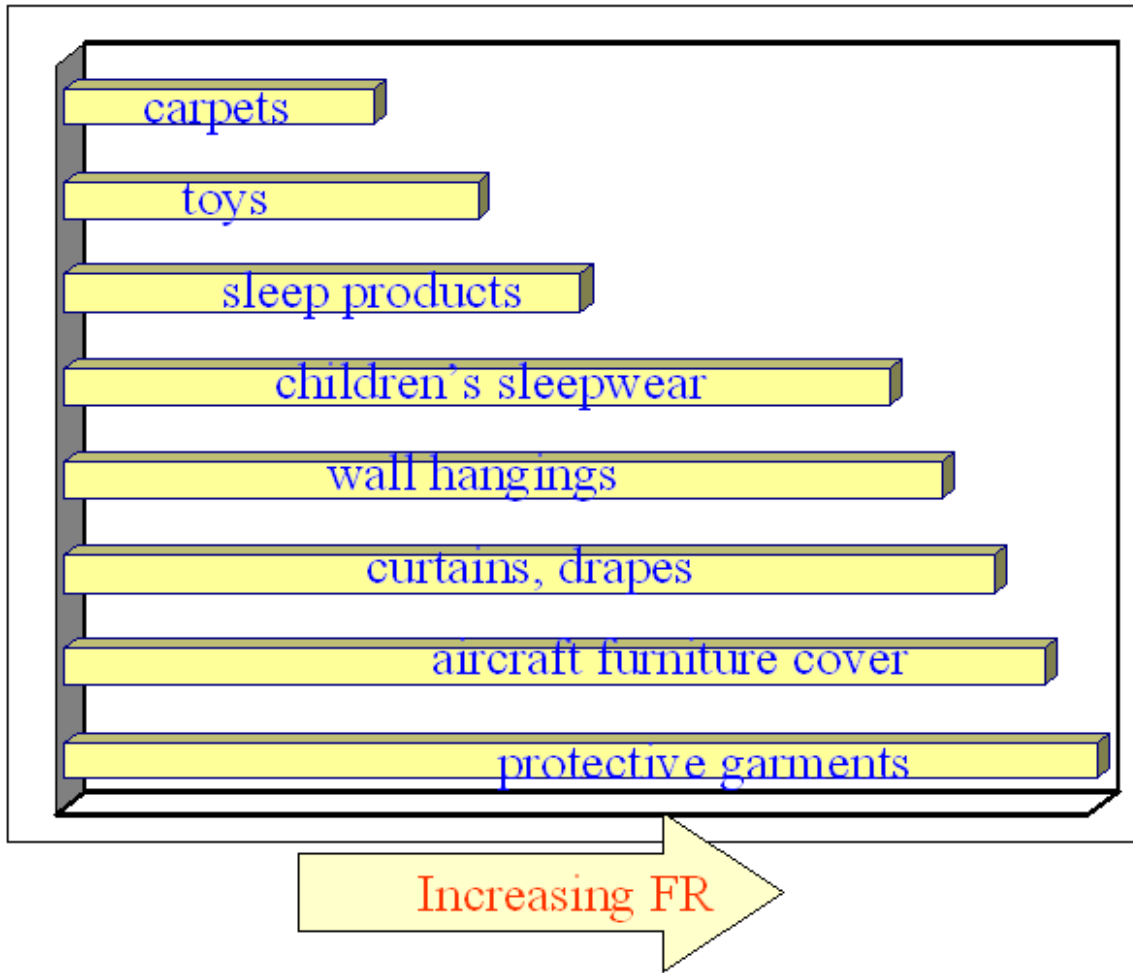 carpets
toys
sleep products
children’s sleepwear
wall hangings
curtains, drapes
aircraft furniture cover
protective garments
Increasing FR